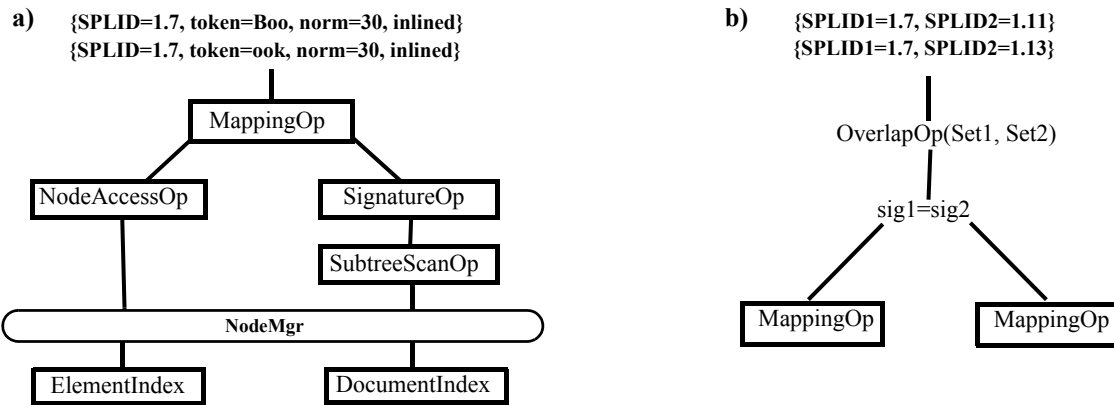 a)
{SPLID=1.7, token=Boo, norm=30, inlined}
{SPLID=1.7, token=ook, norm=30, inlined}
MappingOp
NodeAccessOp
SignatureOp
SubtreeScanOp
NodeMgr
ElementIndex
DocumentIndex
b)
{SPLID1=1.7, SPLID2=1.11}
{SPLID1=1.7, SPLID2=1.13}
OverlapOp(Set1, Set2)
sig1=sig2
MappingOp
MappingOp